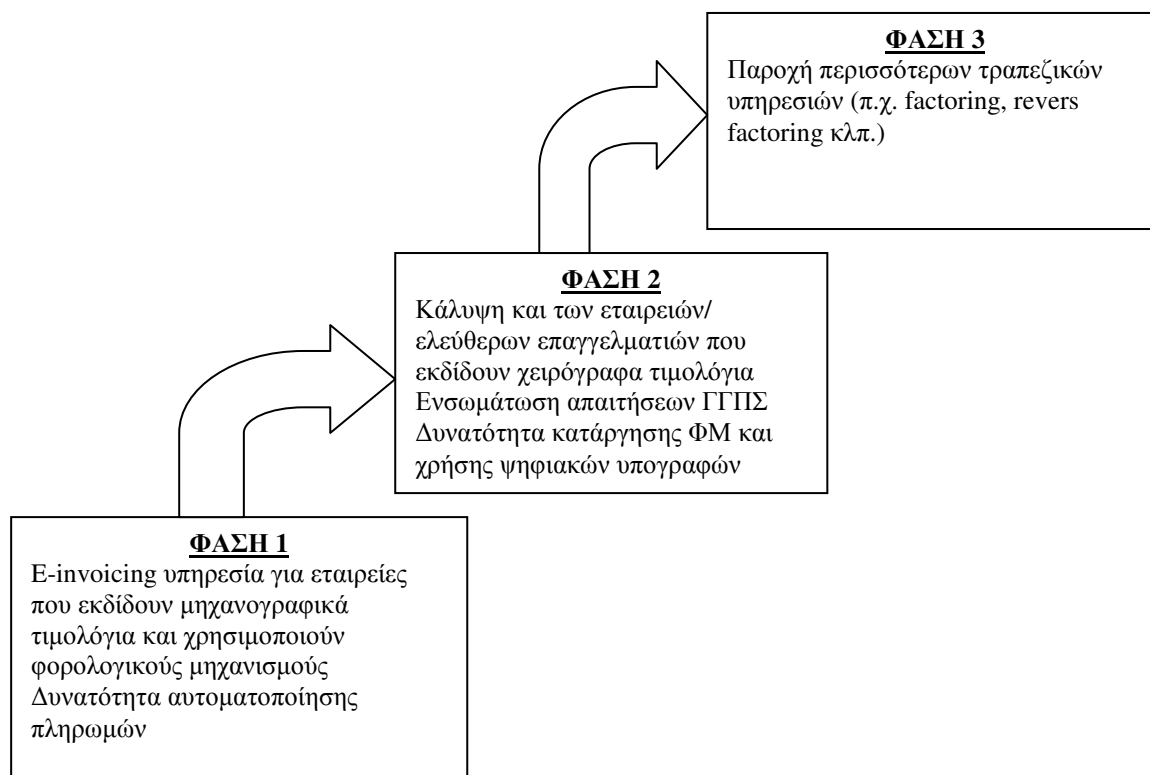 ΦΑΣΗ 3
Παροχή περισσότερων τραπεζικών
υπηρεσιών (π.χ. factoring, revers
factoring κλπ.)
ΦΑΣΗ 2
Κάλυψη και των εταιρειών/
ελεύθερων επαγγελματιών που
εκδίδουν χειρόγραφα τιμολόγια
Ενσωμάτωση απαιτήσεων ΓΓΠΣ
Δυνατότητα κατάργησης ΦΜ και
χρήσης ψηφιακών υπογραφών
ΦΑΣΗ 1
E-invoicing υπηρεσία για εταιρείες
που εκδίδουν μηχανογραφικά
τιμολόγια και χρησιμοποιούν
φορολογικούς μηχανισμούς
Δυνατότητα αυτοματοποίησης
πληρωμών